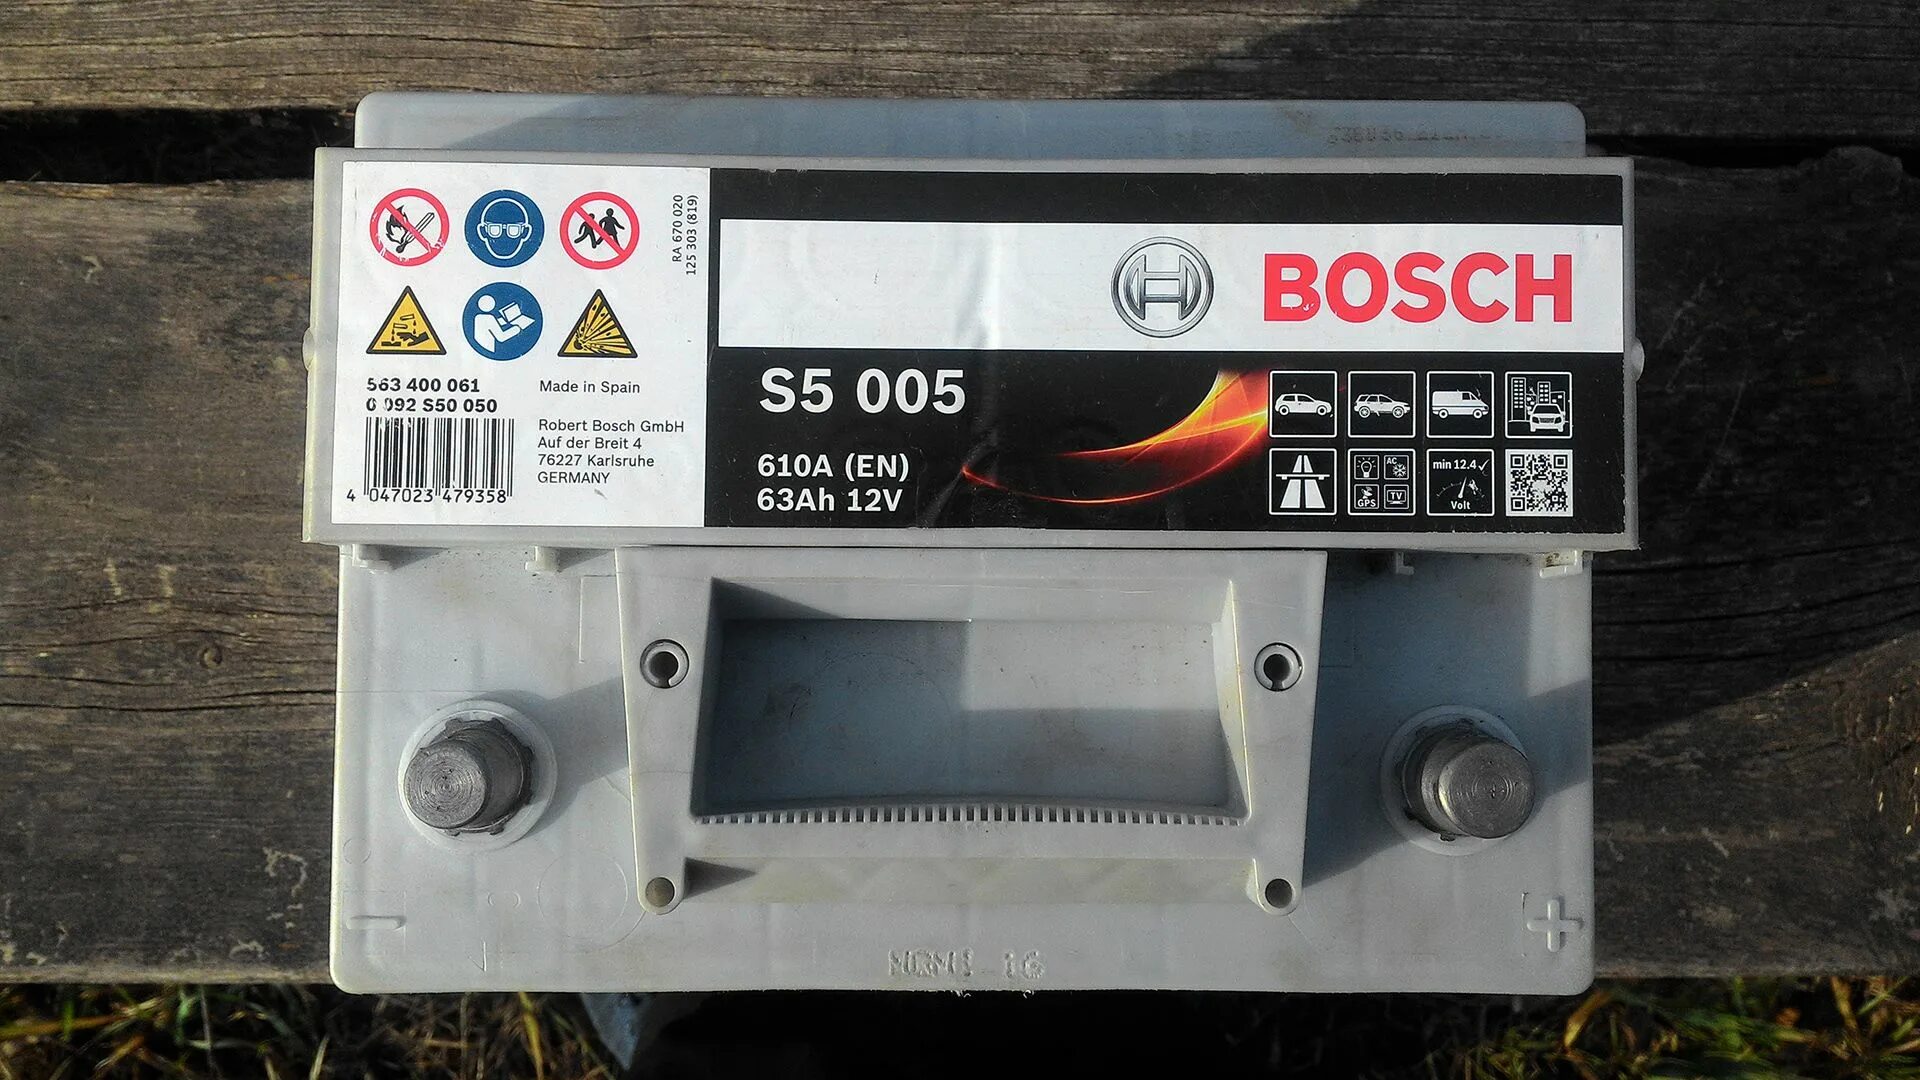 RA 670 020
125 303 (819)
BOSCH
563 400 061
0 092 S50 050
Made in Spain
Robert Bosch GmbH
Auf der Breit 4
76227 Karlsruhe
GERMANY
4 047023 479358
S5 005
610A (EN)
63Ah 12V
AC
GPS
TV
min 12.4
Volt
-
+